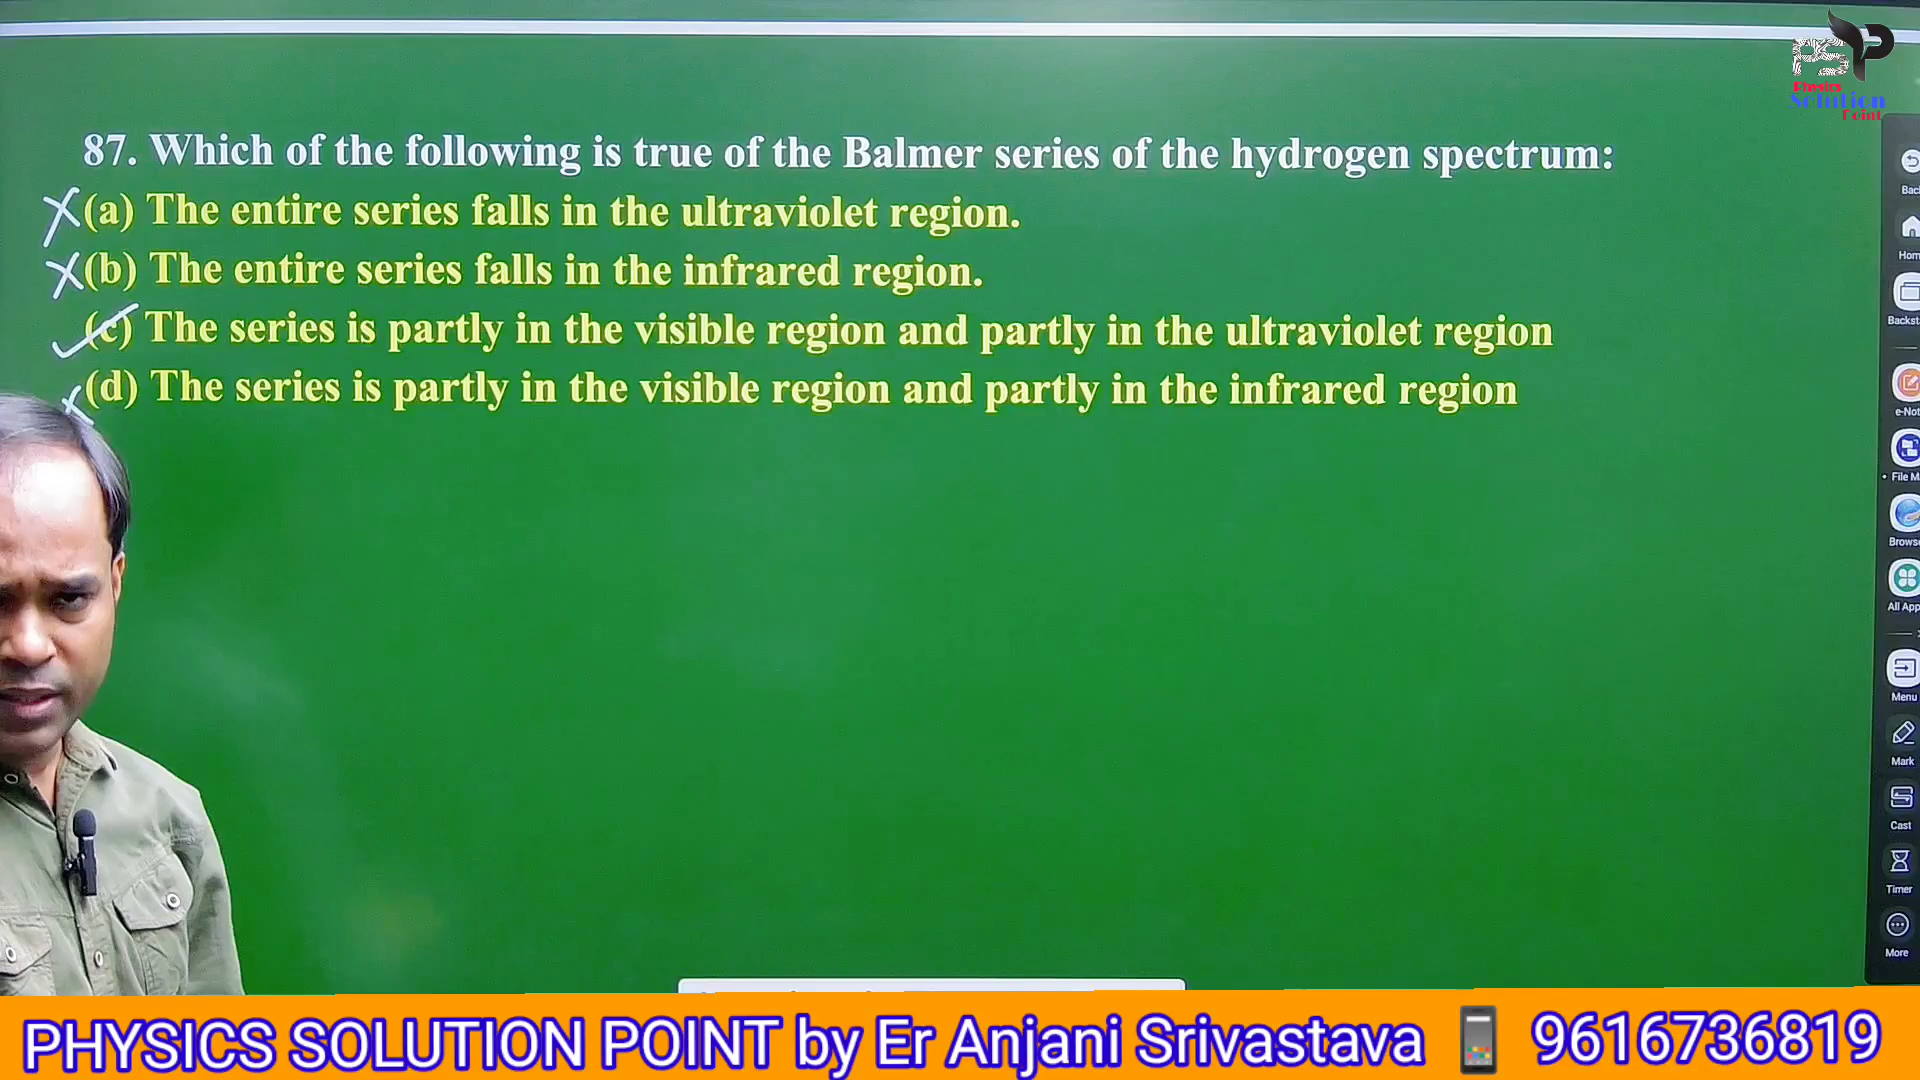 PSP
Physics
Solution
Point
87. Which of the following is true of the Balmer series of the hydrogen spectrum:
(a) The entire series falls in the ultraviolet region.
(b) The entire series falls in the infrared region.
(c) The series is partly in the visible region and partly in the ultraviolet region
(d) The series is partly in the visible region and partly in the infrared region
Bac
Hom
Backst
e-Not
File M
Browse
All App
Menu
Mark
Cast
Timer
More
PHYSICS SOLUTION POINT by Er Anjani Srivastava 9616736819